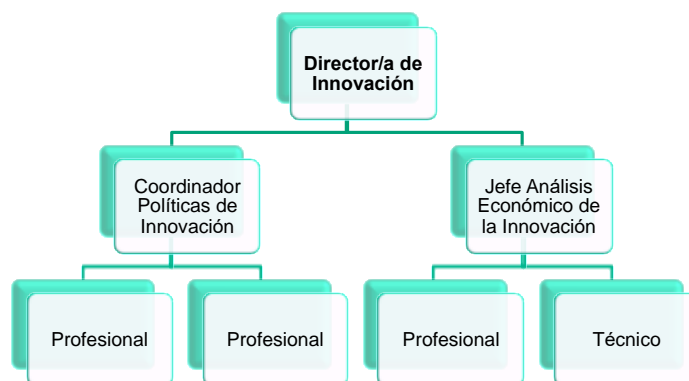 Director/a de
Innovación
Coordinador
Políticas de
Innovación
Jefe Análisis
Económico de
la Innovación
Profesional
Profesional
Profesional
Técnico